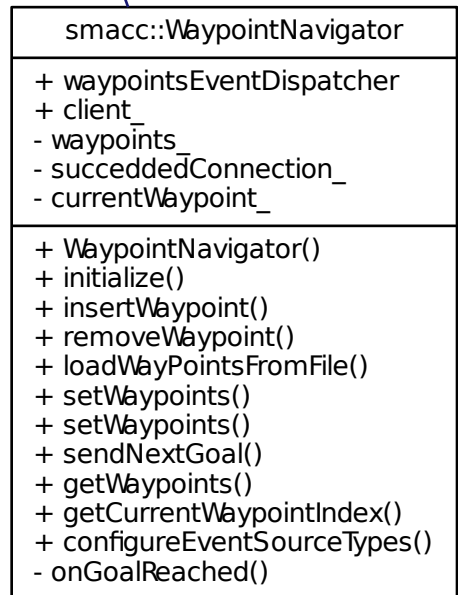 smacc::WaypointNavigator
+ waypointsEventDispatcher
+ client_
- waypoints_
- succeddedConnection_
- currentWaypoint_
+ WaypointNavigator()
+ initialize()
+ insertWaypoint()
+ removeWaypoint()
+ loadWayPointsFromFile()
+ setWaypoints()
+ setWaypoints()
+ sendNextGoal()
+ getWaypoints()
+ getCurrentWaypointIndex()
+ configureEventSourceTypes()
- onGoalReached()